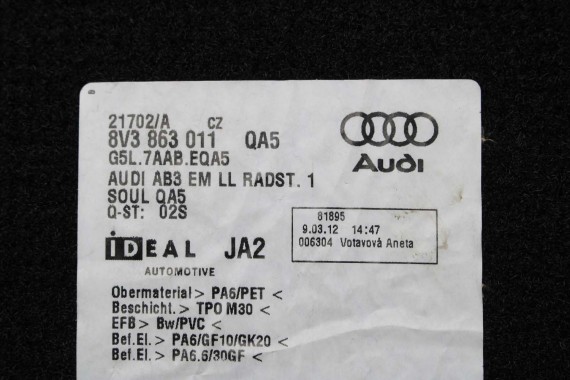 21702/A CZ
8V3 863 011 QA5
G5L.7AAB.EQA5
AUDI AB3 EM LL RADST. 1
SOUL QA5
Q-ST: 02S
Audi
81895
9.03.12 14:47
006304 Votavová Aneta
IDEAL JA2
AUTOMOTIVE
Obermaterial> PA6/PET <
Beschicht.> TPO M30 <
EFB> Bw/PVC <
Bef.El.> PA6/GF10/GK20 <
Bef.El.> PA6.6/30GF <